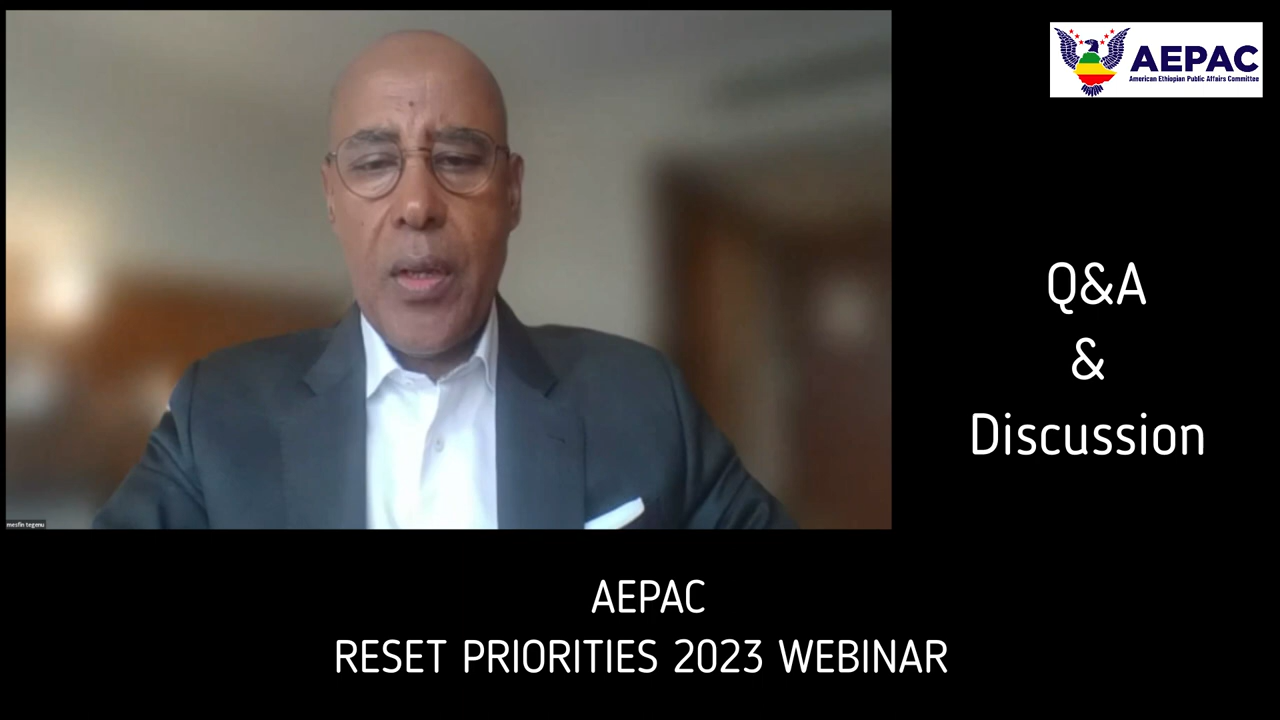 AEPAC
American Ethiopian Public Affairs Committee
Q&A
&
Discussion
mesfin tegenu
AEPAC
RESET PRIORITIES 2023 WEBINAR